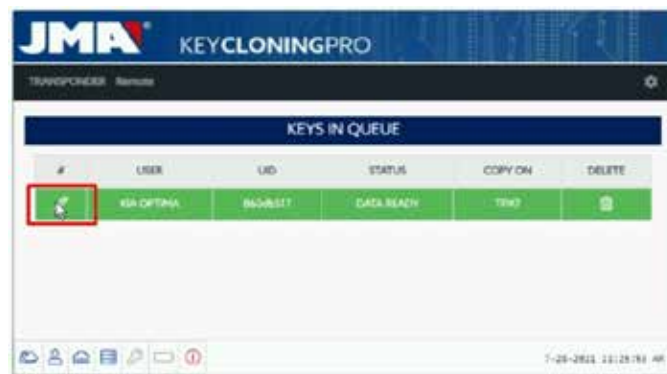 JMA KEYCLONINGPRO
TRANSPONDER Remote
KEYS IN QUEUE
# USER UID STATUS COPY ON DELETE
KIA OPTIMA DATA READY